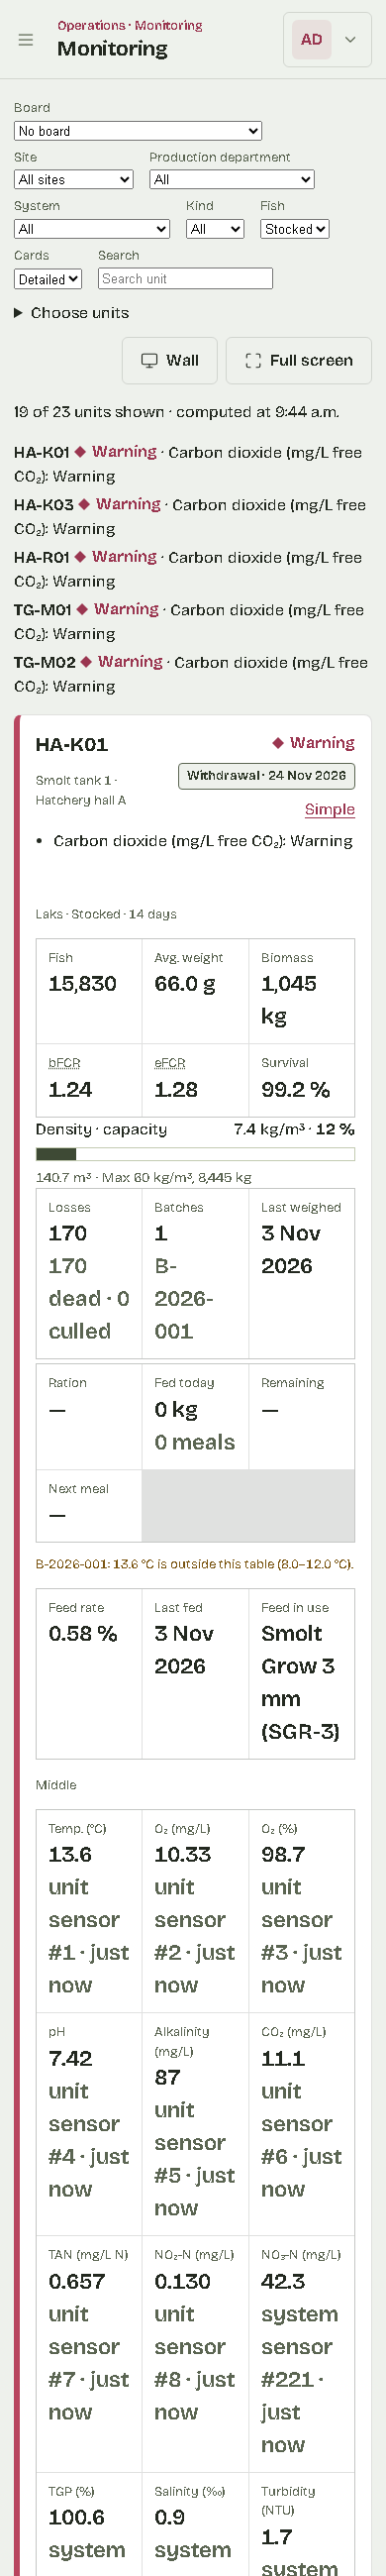 Operations · Monitoring
Monitoring
AD
Board
No board
Site
Production department
All sites
All
System
Kind
Fish
All
All
Stocked
Cards
Search
Detailed
Search unit
Choose units
Wall
Full screen
19 of 23 units shown · computed at 9:44 a.m.
HA-K01 ◆ Warning · Carbon dioxide (mg/L free
CO₂): Warning
HA-K03 ◆ Warning · Carbon dioxide (mg/L free
CO₂): Warning
HA-R01 ◆ Warning · Carbon dioxide (mg/L free
CO₂): Warning
TG-M01 ◆ Warning · Carbon dioxide (mg/L free
CO₂): Warning
TG-M02 ◆ Warning · Carbon dioxide (mg/L free
CO₂): Warning
HA-K01
◆ Warning
Smolt tank 1 ·
Hatchery hall A
Withdrawal · 24 Nov 2026
Simple
• Carbon dioxide (mg/L free CO₂): Warning
Laks · Stocked · 14 days
Fish
15,830
Avg. weight
66.0 g
Biomass
1,045
kg
bFCR
1.24
eFCR
1.28
Survival
99.2 %
Density · capacity
7.4 kg/m³ · 12 %
140.7 m³ · Max 60 kg/m³, 8,445 kg
Losses
170
170
dead · 0
culled
Batches
1
B-
2026-
001
Last weighed
3 Nov
2026
Ration
—
Fed today
0 kg
0 meals
Remaining
—
Next meal
—
B-2026-001: 13.6 °C is outside this table (8.0–12.0 °C).
Feed rate
0.58 %
Last fed
3 Nov
2026
Feed in use
Smolt
Grow 3
mm
(SGR-3)
Middle
Temp. (°C)
13.6
unit
sensor
#1 · just
now
O₂ (mg/L)
10.33
unit
sensor
#2 · just
now
O₂ (%)
98.7
unit
sensor
#3 · just
now
pH
7.42
unit
sensor
#4 · just
now
Alkalinity
(mg/L)
87
unit
sensor
#5 · just
now
CO₂ (mg/L)
11.1
unit
sensor
#6 · just
now
TAN (mg/L N)
0.657
unit
sensor
#7 · just
now
NO₂-N (mg/L)
0.130
unit
sensor
#8 · just
now
NO₃-N (mg/L)
42.3
system
sensor
#221 ·
just
now
TGP (%)
100.6
system
Salinity (‰)
0.9
system
Turbidity
(NTU)
1.7
system